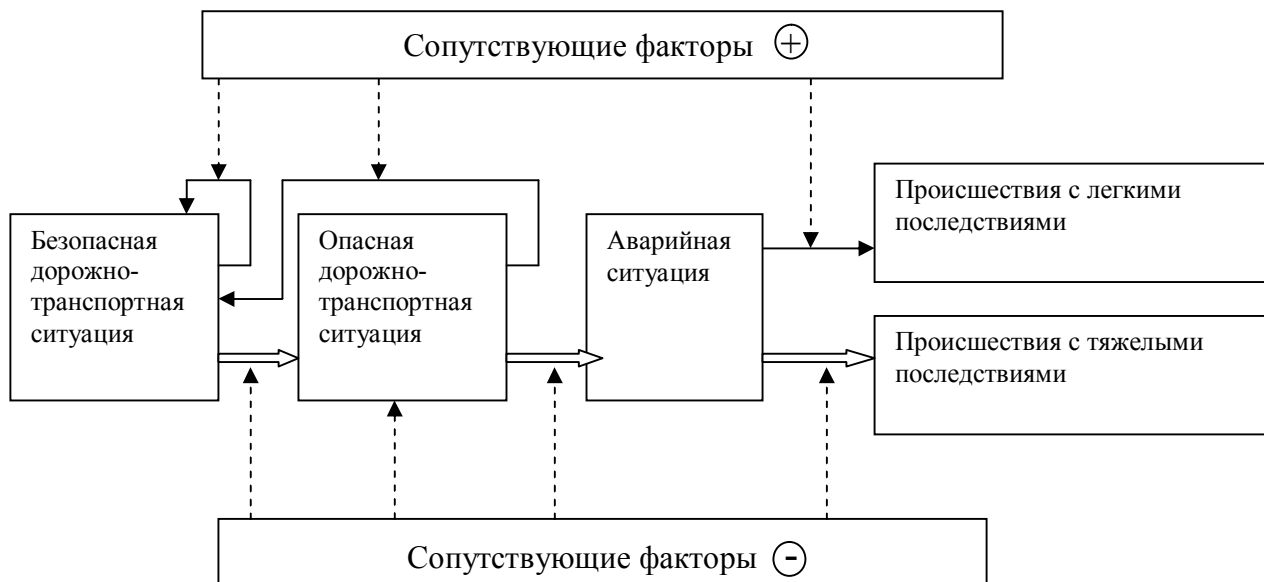 Сопутствующие факторы +
Происшествия с легкими
последствиями
Безопасная
дорожно-
транспортная
ситуация
Опасная
дорожно-
транспортная
ситуация
Аварийная
ситуация
Происшествия с тяжелыми
последствиями
Сопутствующие факторы -